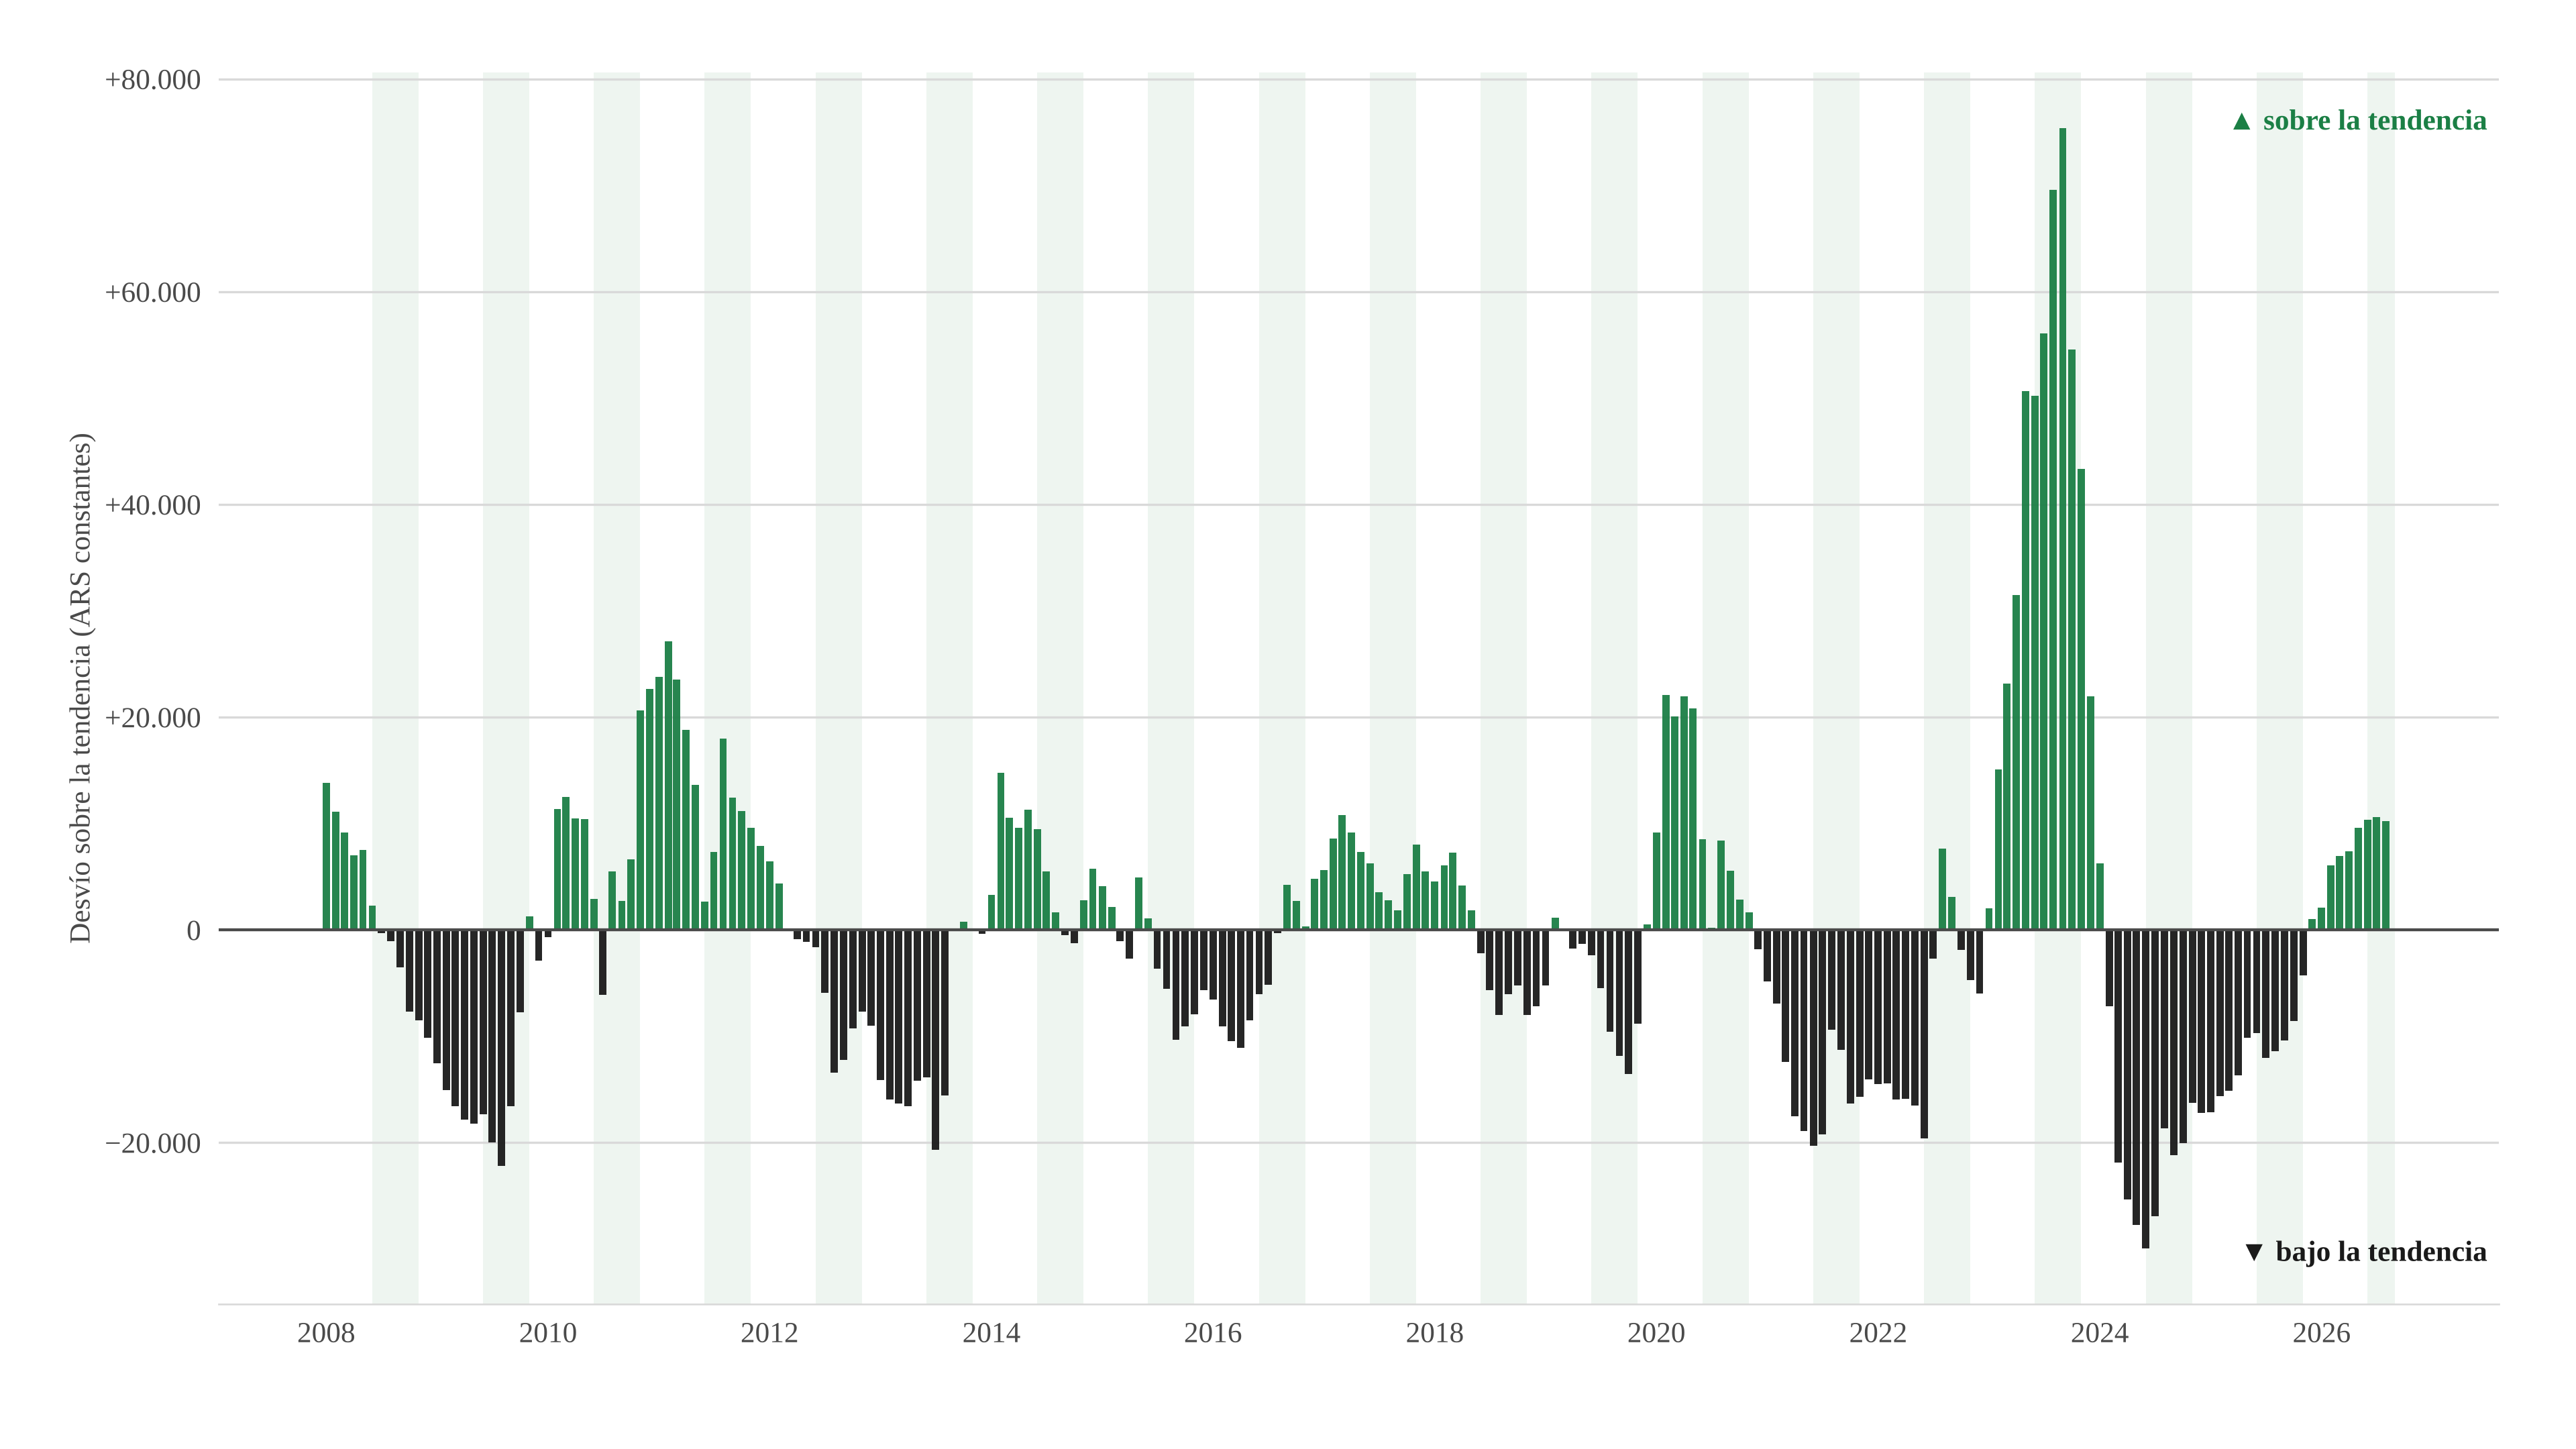 +80.000
▲ sobre la tendencia
+60.000
+40.000
+20.000
0
−20.000
Desvío sobre la tendencia (ARS constantes)
▼ bajo la tendencia
2008 2010 2012 2014 2016 2018 2020 2022 2024 2026